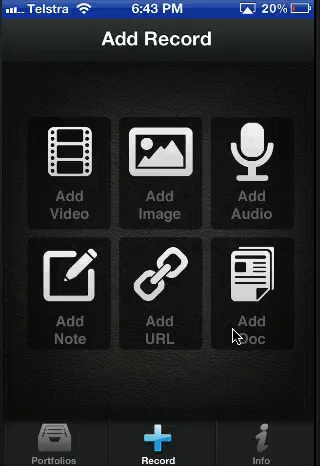 Telstra 6:43 PM 20%
Add Record
Add Video
Add Image
Add Audio
Add Note
Add URL
Add Doc
Portfolios Record Info